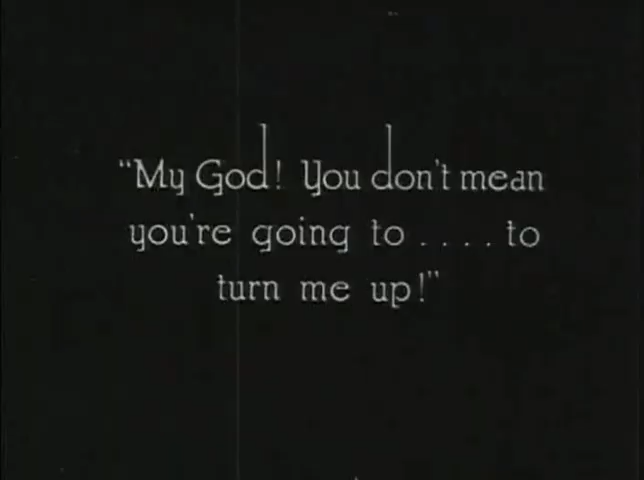 “My God! You don't mean
you're going to . . . . to
turn me up!”